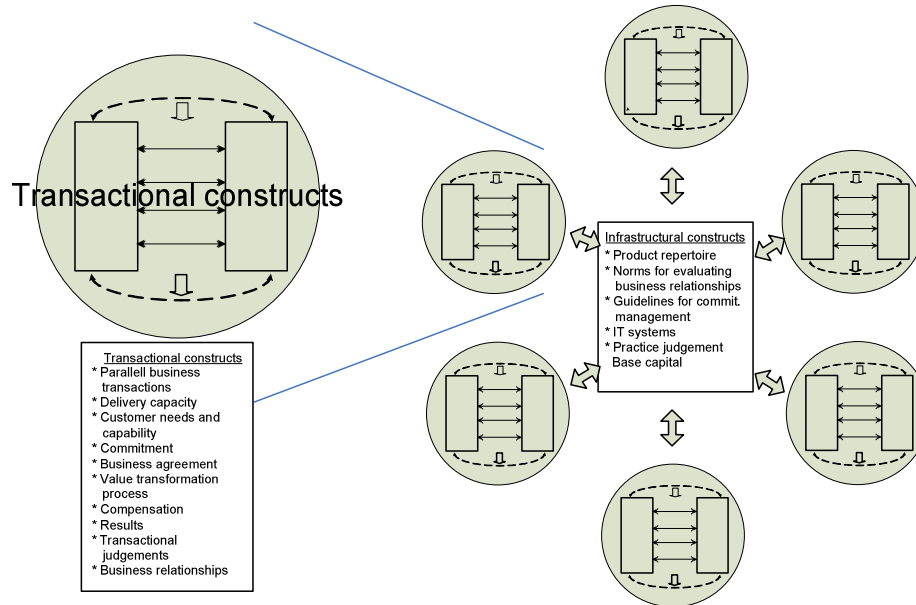 Transactional constructs
Transactional constructs
* Parallell business
transactions
* Delivery capacity
* Customer needs and
capability
* Commitment
* Business agreement
* Value transformation
process
* Compensation
* Results
* Transactional
judgements
* Business relationships
Infrastructural constructs
* Product repertoire
* Norms for evaluating
business relationships
* Guidelines for commit.
management
* IT systems
* Practice judgement
Base capital